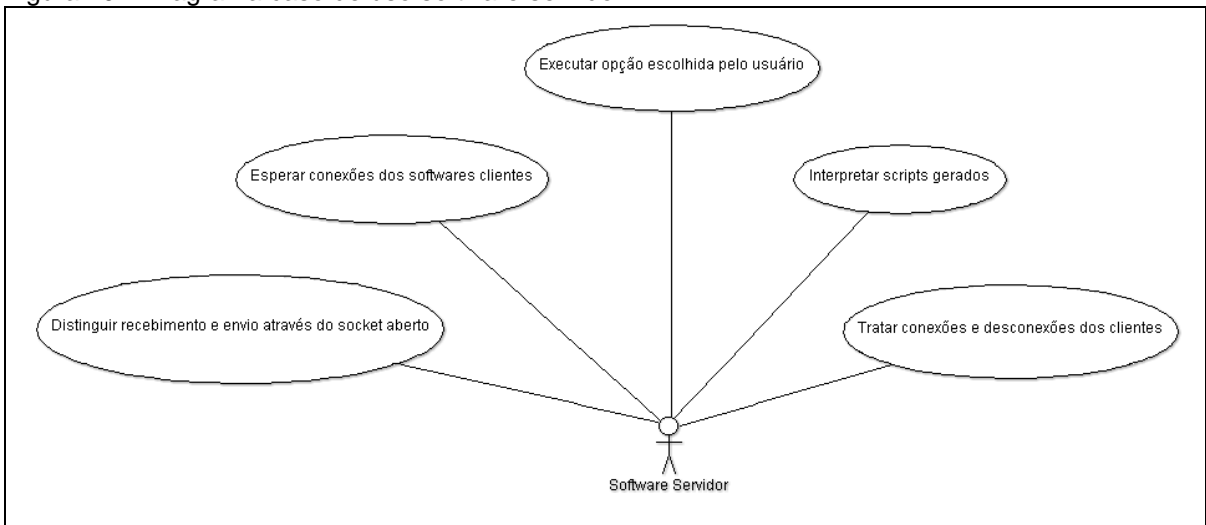 Executar opção escolhida pelo usuário
Esperar conexões dos softwares clientes
Interpretar scripts gerados
Distinguir recebimento e envio através do socket aberto
Tratar conexões e desconexões dos clientes
Software Servidor